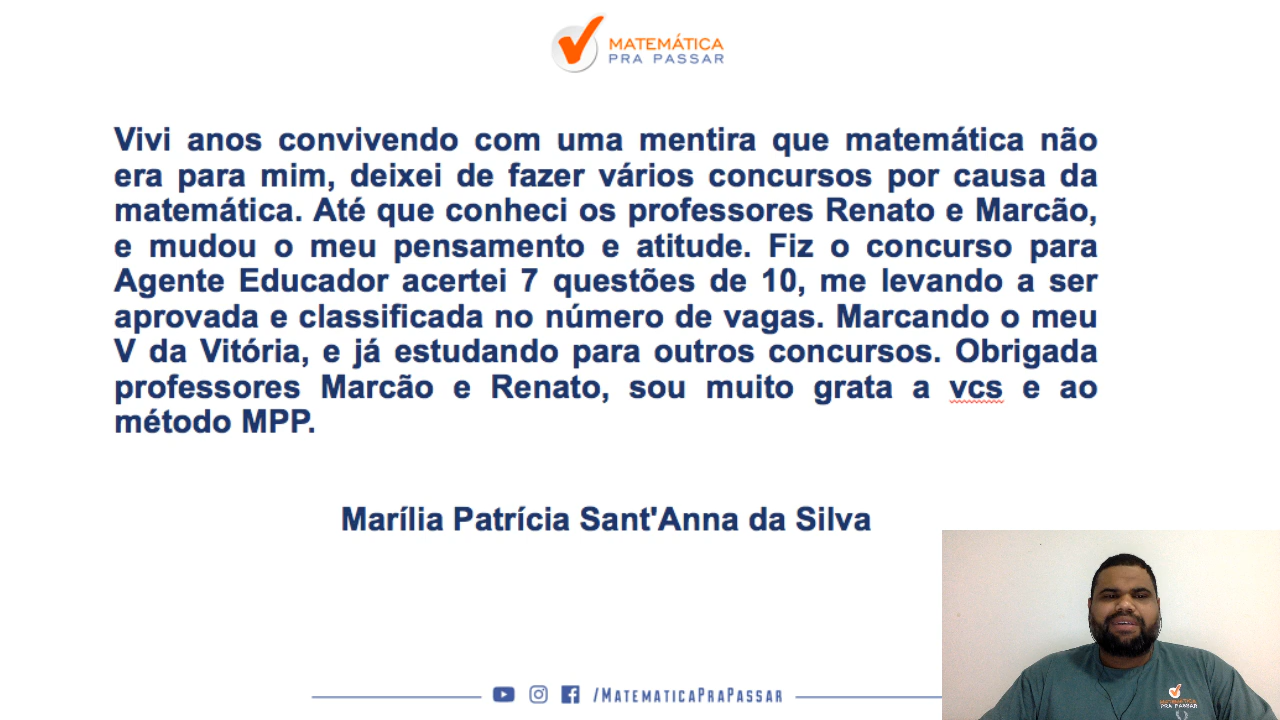 MATEMÁTICA
PRA PASSAR
Vivi anos convivendo com uma mentira que matemática não
era para mim, deixei de fazer vários concursos por causa da
matemática. Até que conheci os professores Renato e Marcão,
e mudou o meu pensamento e atitude. Fiz o concurso para
Agente Educador acertei 7 questões de 10, me levando a ser
aprovada e classificada no número de vagas. Marcando o meu
V da Vitória, e já estudando para outros concursos. Obrigada
professores Marcão e Renato, sou muito grata a vcs e ao
método MPP.
Marília Patrícia Sant'Anna da Silva
/MATEMATICAPRAPASSAR
MATEMÁTICA
PRA PASSAR